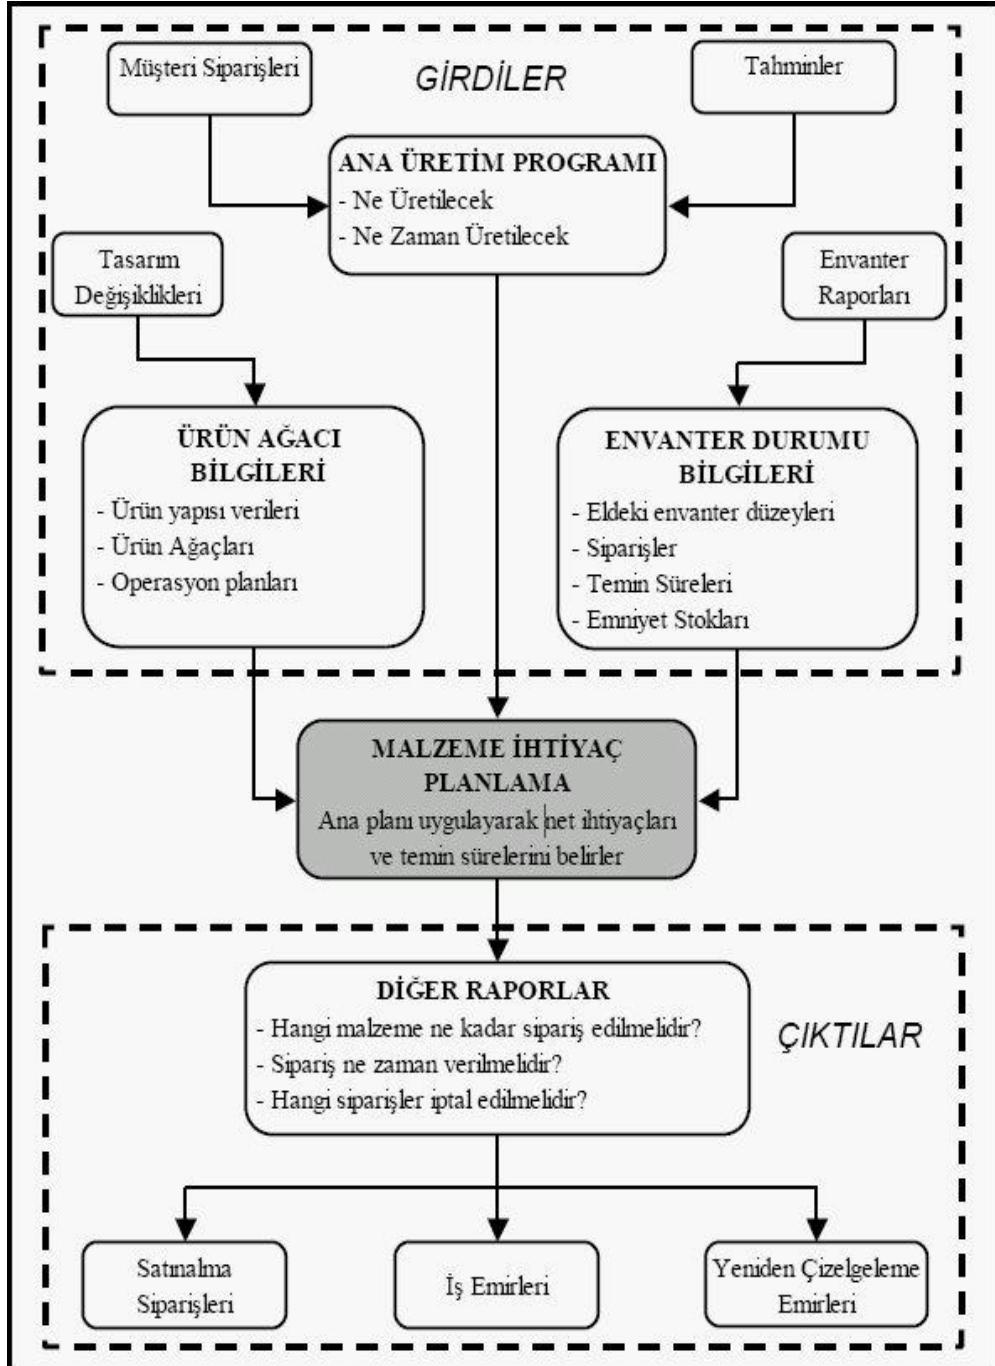 Müşteri Siparişleri
GİRDİLER
Tahminler
ANA ÜRETİM PROGRAMI
- Ne Üretilecek
- Ne Zaman Üretilecek
Tasarım
Değişiklikleri
Envanter
Raporları
ÜRÜN AĞACI
BİLGİLERİ
- Ürün yapısı verileri
- Ürün Ağaçları
- Operasyon planları
ENVANTER DURUMU
BİLGİLERİ
- Eldeki envanter düzeyleri
- Siparişler
- Temin Süreleri
- Emniyet Stokları
MALZEME İHTİYAÇ
PLANLAMA
Ana planı uygulayarak net ihtiyaçları
ve temin sürelerini belirler
DİĞER RAPORLAR
- Hangi malzeme ne kadar sipariş edilmelidir?
- Sipariş ne zaman verilmelidir?
- Hangi siparişler iptal edilmelidir?
ÇIKTILAR
Satınalma
Siparişleri
İş Emirleri
Yeniden Çizelgeleme
Emirleri